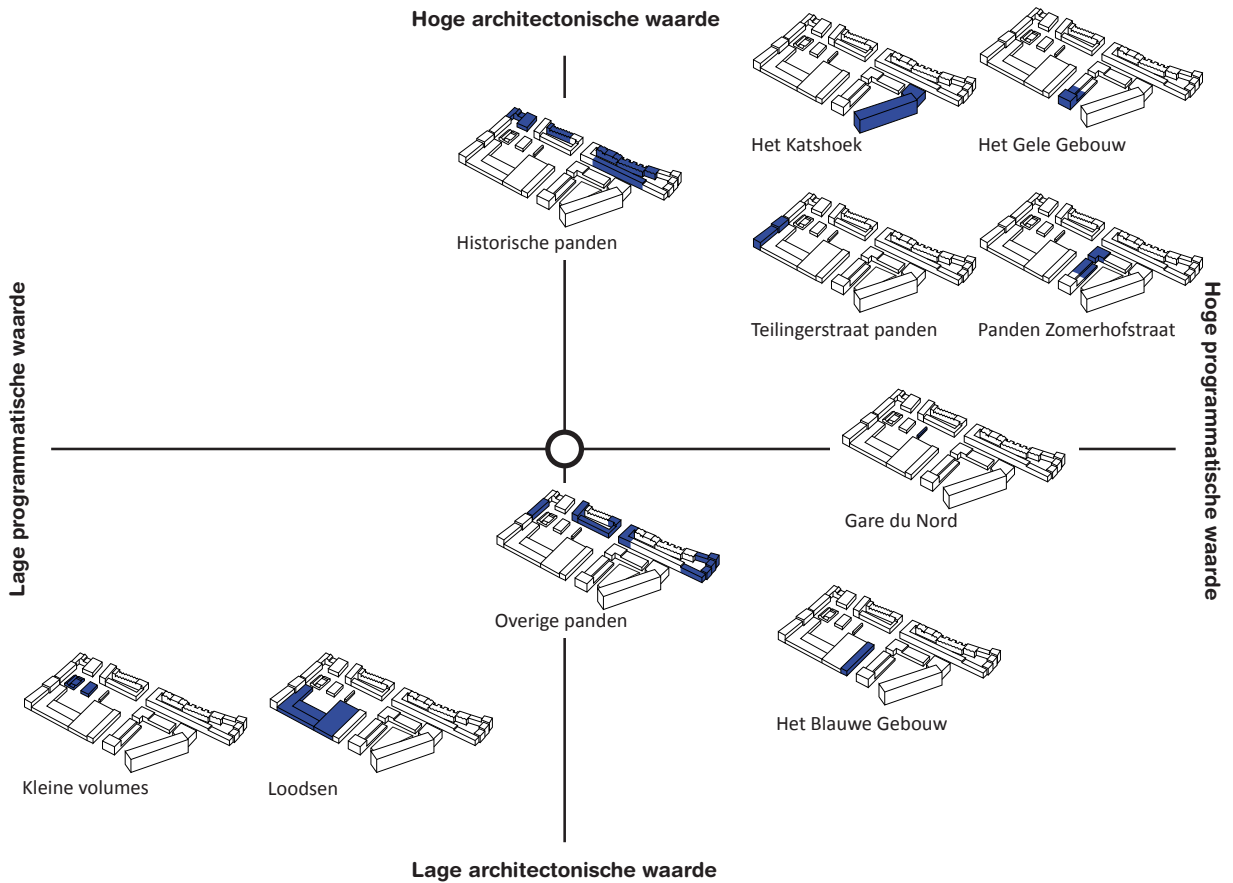 Hoge architectonische waarde
Het Katshoek
Het Gele Gebouw
Historische panden
Teilingerstraat panden
Panden Zomerhofstraat
Lage programmatische waarde
Hoge programmatische waarde
Gare du Nord
Overige panden
Het Blauwe Gebouw
Kleine volumes
Loodsen
Lage architectonische waarde